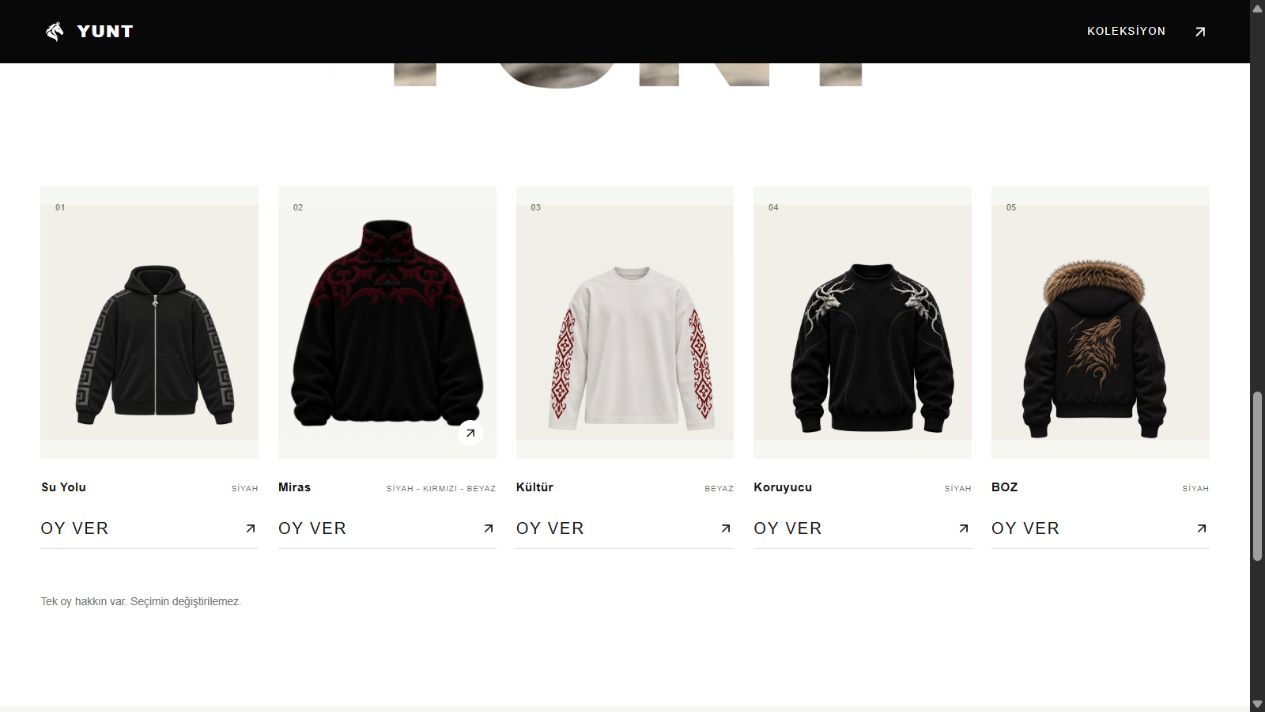 YUNT
KOLEKSİYON
YUNT
01
02
03
04
05
Su Yolu
SİYAH
Miras
SİYAH - KIRMIZI - BEYAZ
Kültür
BEYAZ
Koruyucu
SİYAH
BOZ
SİYAH
OY VER
OY VER
OY VER
OY VER
OY VER
Tek oy hakkın var. Seçimin değiştirilemez.